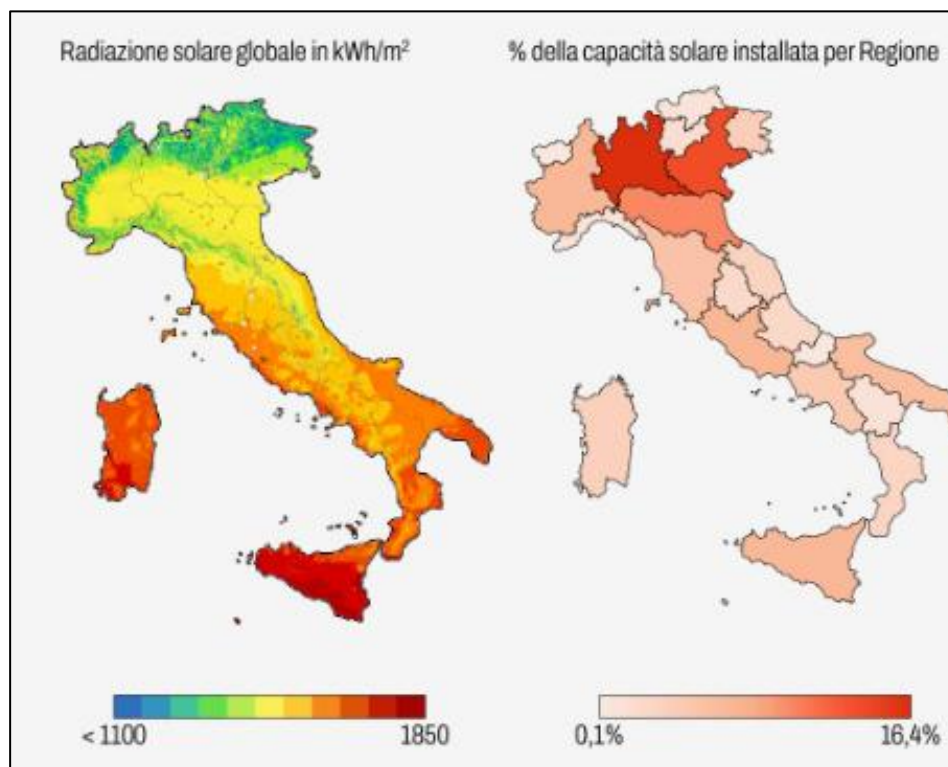 Radiazione solare globale in kWh/m²
% della capacità solare installata per Regione
< 1100
1850
0,1%
16,4%